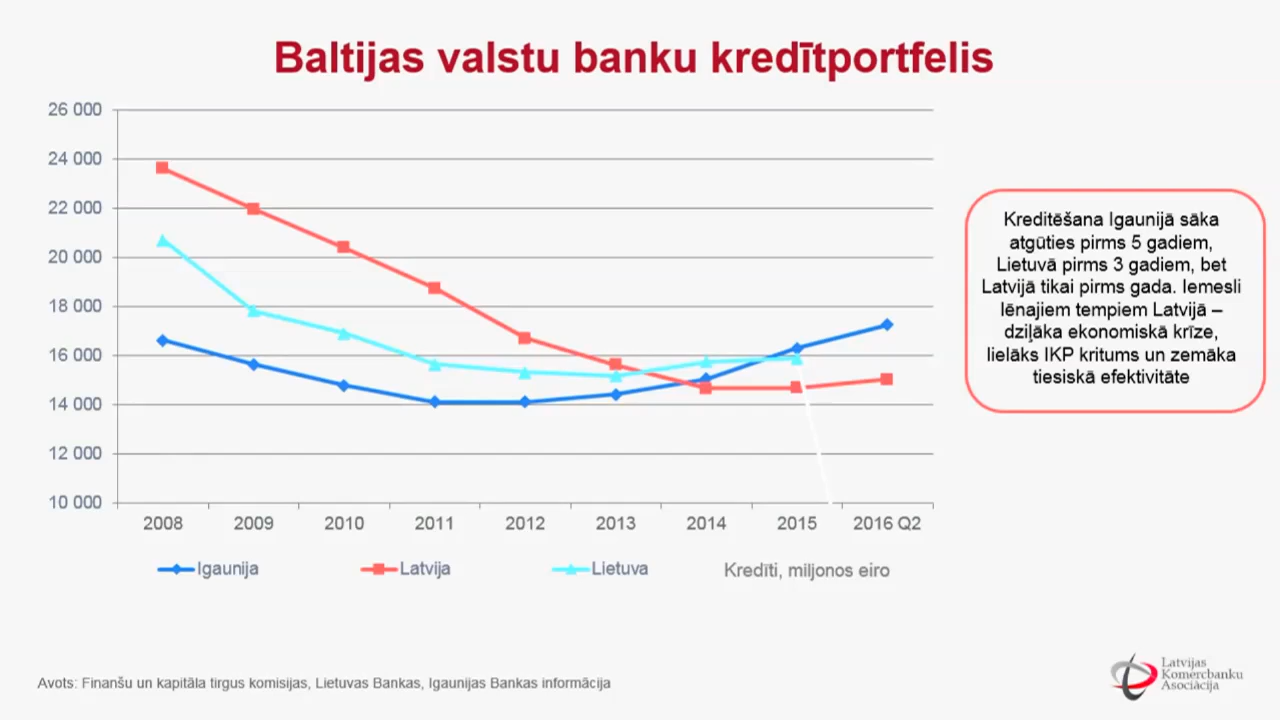 Baltijas valstu banku kredītportfelis
26 000
24 000
22 000
20 000
18 000
16 000
14 000
12 000
10 000
2008 2009 2010 2011 2012 2013 2014 2015 2016 Q2
Igaunija Latvija Lietuva Kredīti, miljonos eiro
Kreditēšana Igaunijā sāka
atgūties pirms 5 gadiem,
Lietuvā pirms 3 gadiem, bet
Latvijā tikai pirms gada. Iemesli
lēnajiem tempiem Latvijā –
dziļāka ekonomiskā krīze,
lielāks IKP kritums un zemāka
tiesiskā efektivitāte
Avots: Finanšu un kapitāla tirgus komisijas, Lietuvas Bankas, Igaunijas Bankas informācija
Latvijas
Komercbanku
Asociācija